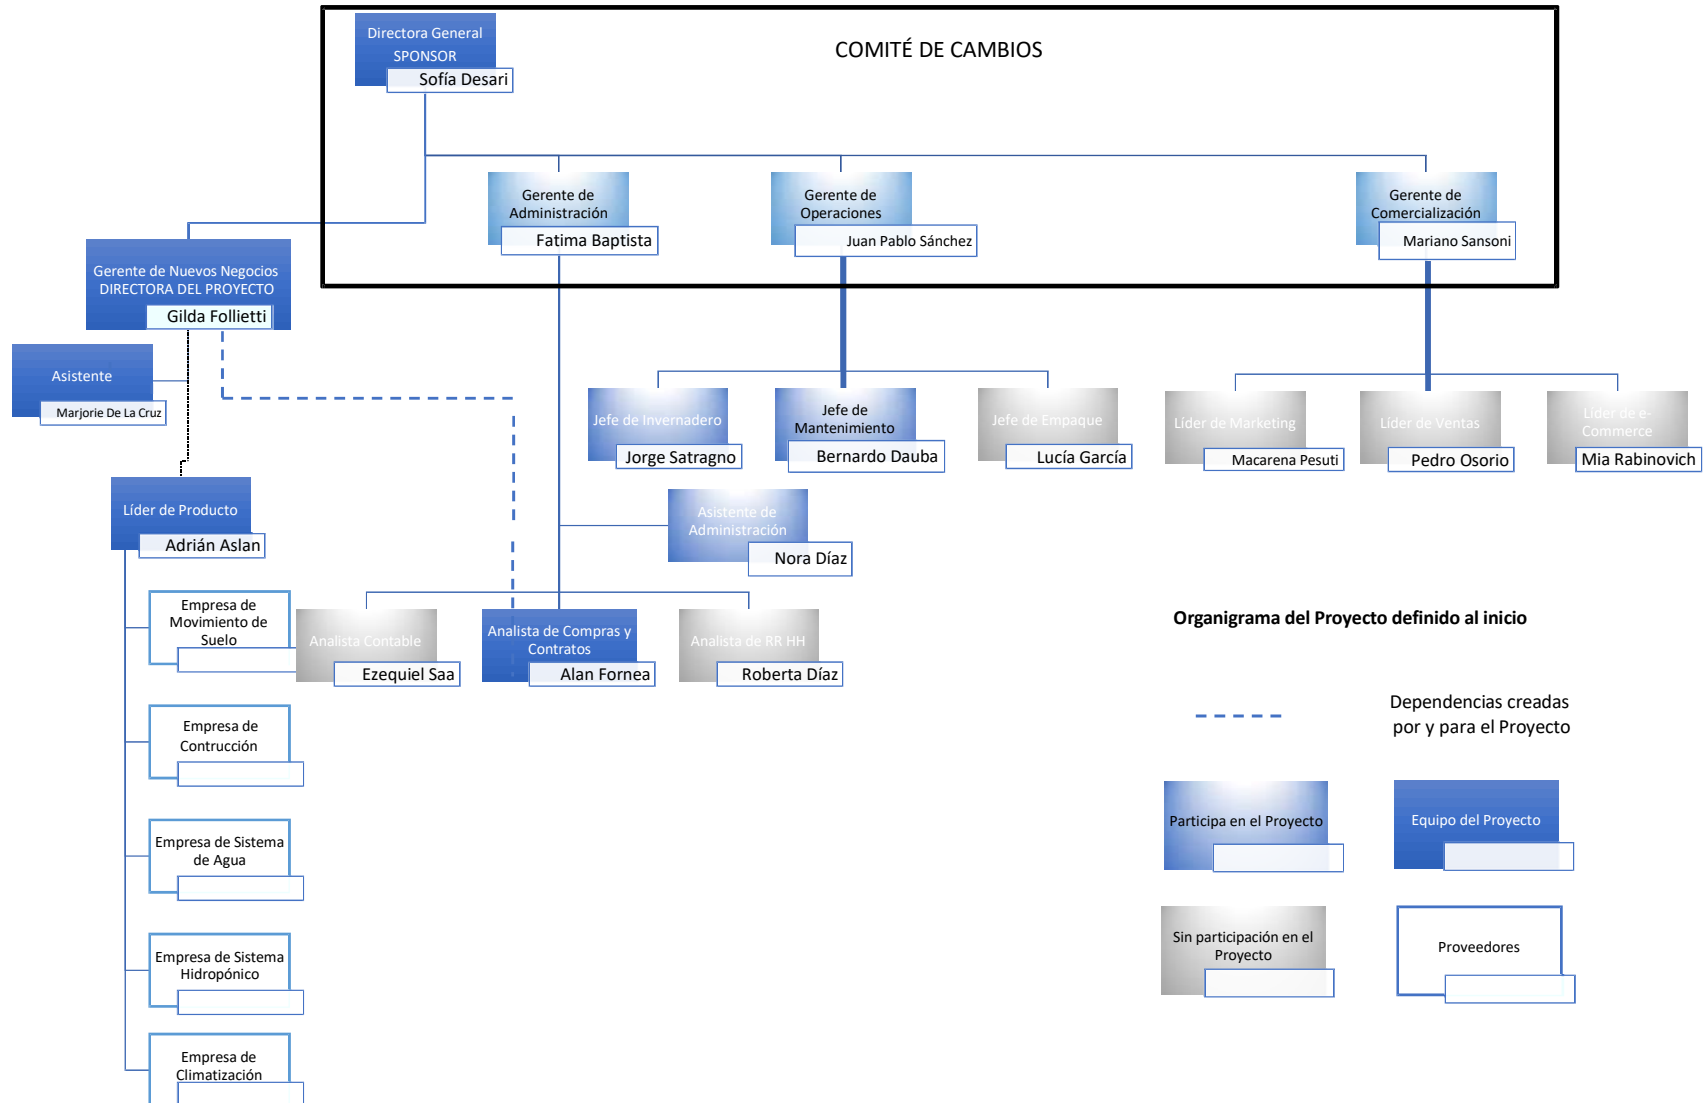 Directora General
SPONSOR
Sofía Desari
COMITÉ DE CAMBIOS
Gerente de
Administración
Fatima Baptista
Gerente de
Operaciones
Juan Pablo Sánchez
Gerente de
Comercialización
Mariano Sansoni
Gerente de Nuevos Negocios
DIRECTORA DEL PROYECTO
Gilda Follietti
Asistente
Marjorie De La Cruz
Jefe de Invernadero
Jorge Satragno
Jefe de
Mantenimiento
Bernardo Dauba
Jefe de Empaque
Lucía García
Líder de Marketing
Macarena Pesuti
Líder de Ventas
Pedro Osorio
Líder de e-
Commerce
Mia Rabinovich
Líder de Producto
Adrián Aslan
Asistente de
Administración
Nora Díaz
Empresa de
Movimiento de
Suelo
Analista Contable
Ezequiel Saa
Analista de Compras y
Contratos
Alan Fornea
Analista de RR HH
Roberta Díaz
Empresa de
Contrucción
Empresa de Sistema
de Agua
Empresa de Sistema
Hidropónico
Empresa de
Climatización
Organigrama del Proyecto definido al inicio
Dependencias creadas
por y para el Proyecto
Participa en el Proyecto
Equipo del Proyecto
Sin participación en el
Proyecto
Proveedores